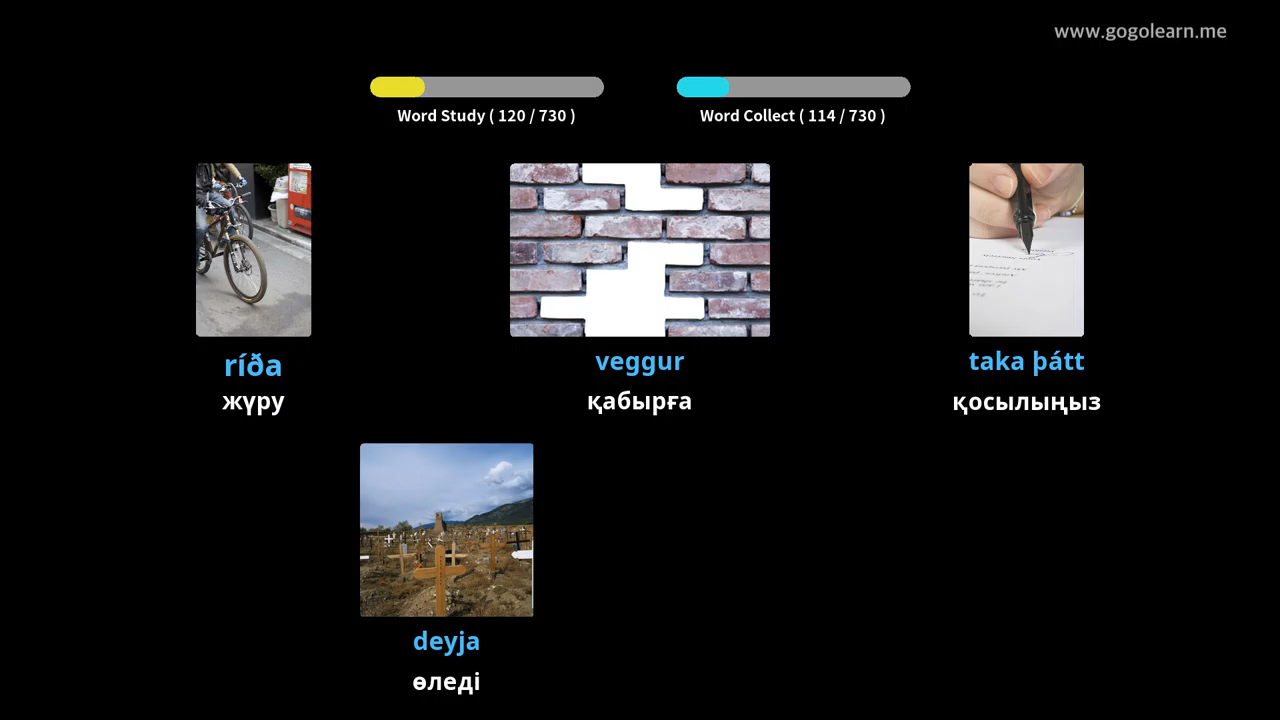 www.gogolearn.me
Word Study ( 120 / 730 )
Word Collect ( 114 / 730 )
ríða
жүру
veggur
қабырға
taka þátt
қосылыңыз
deyja
өледі